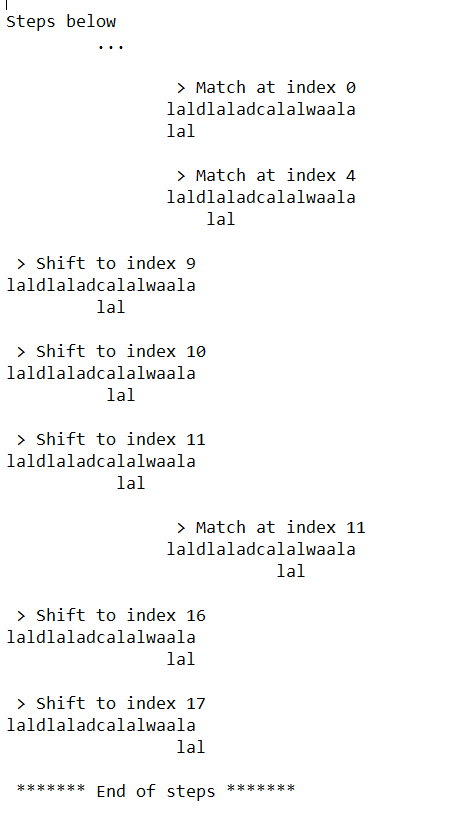 Steps below
         ...
                 > Match at index 0
                laldlaladcalalwaala
                lal
                 > Match at index 4
                laldlaladcalalwaala
                    lal
 > Shift to index 9
laldlaladcalalwaala
         lal
 > Shift to index 10
laldlaladcalalwaala
          lal
 > Shift to index 11
laldlaladcalalwaala
           lal
                 > Match at index 11
                laldlaladcalalwaala
                           lal
 > Shift to index 16
laldlaladcalalwaala
                lal
 > Shift to index 17
laldlaladcalalwaala
                 lal
 ******* End of steps *******